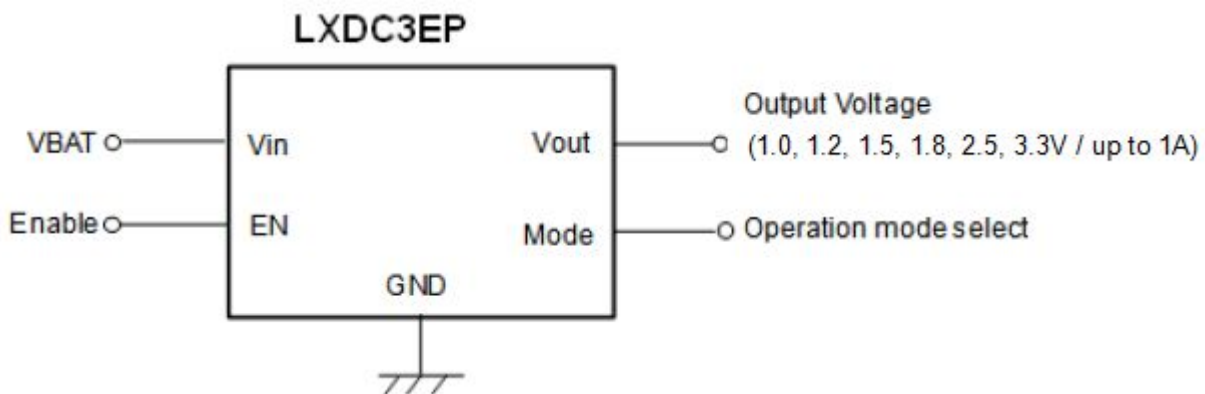 LXDC3EP
Output Voltage
VBAT
Vin
Vout
(1.0, 1.2, 1.5, 1.8, 2.5, 3.3V / up to 1A)
Enable
EN
Mode
Operation mode select
GND